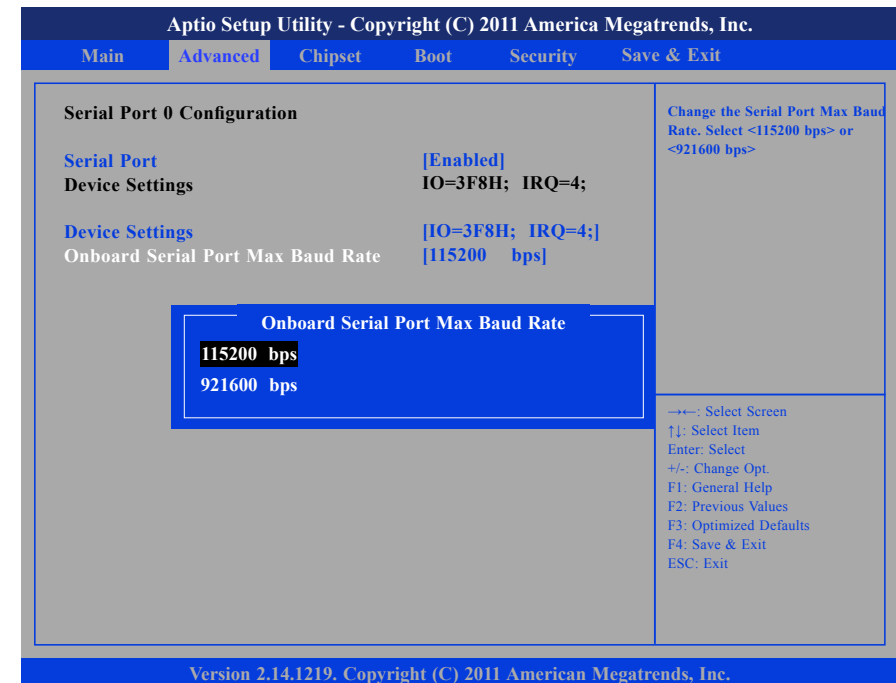 Aptio Setup Utility - Copyright (C) 2011 America Megatrends, Inc.
Main Advanced Chipset Boot Security Save & Exit
Serial Port 0 Configuration
Serial Port [Enabled]
Device Settings IO=3F8H; IRQ=4;
Device Settings [IO=3F8H; IRQ=4;]
Onboard Serial Port Max Baud Rate [115200 bps]
Onboard Serial Port Max Baud Rate
115200 bps
921600 bps
Change the Serial Port Max Baud
Rate. Select <115200 bps> or
<921600 bps>
→←: Select Screen
↑↓: Select Item
Enter: Select
+/-: Change Opt.
F1: General Help
F2: Previous Values
F3: Optimized Defaults
F4: Save & Exit
ESC: Exit
Version 2.14.1219. Copyright (C) 2011 American Megatrends, Inc.